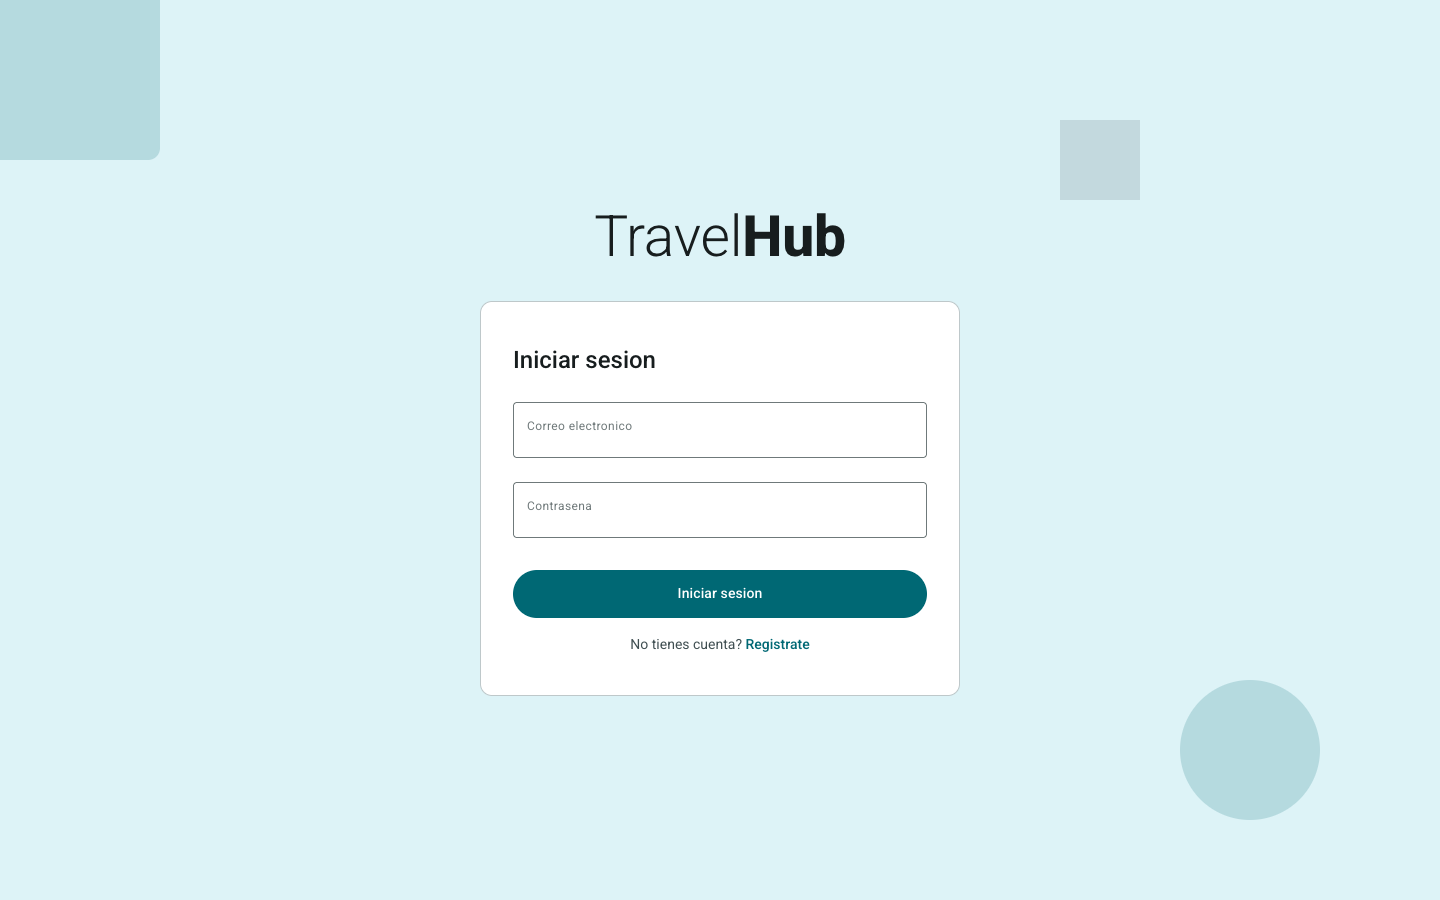 TravelHub
Iniciar sesion
Correo electronico
Contrasena
Iniciar sesion
No tienes cuenta? Registrate